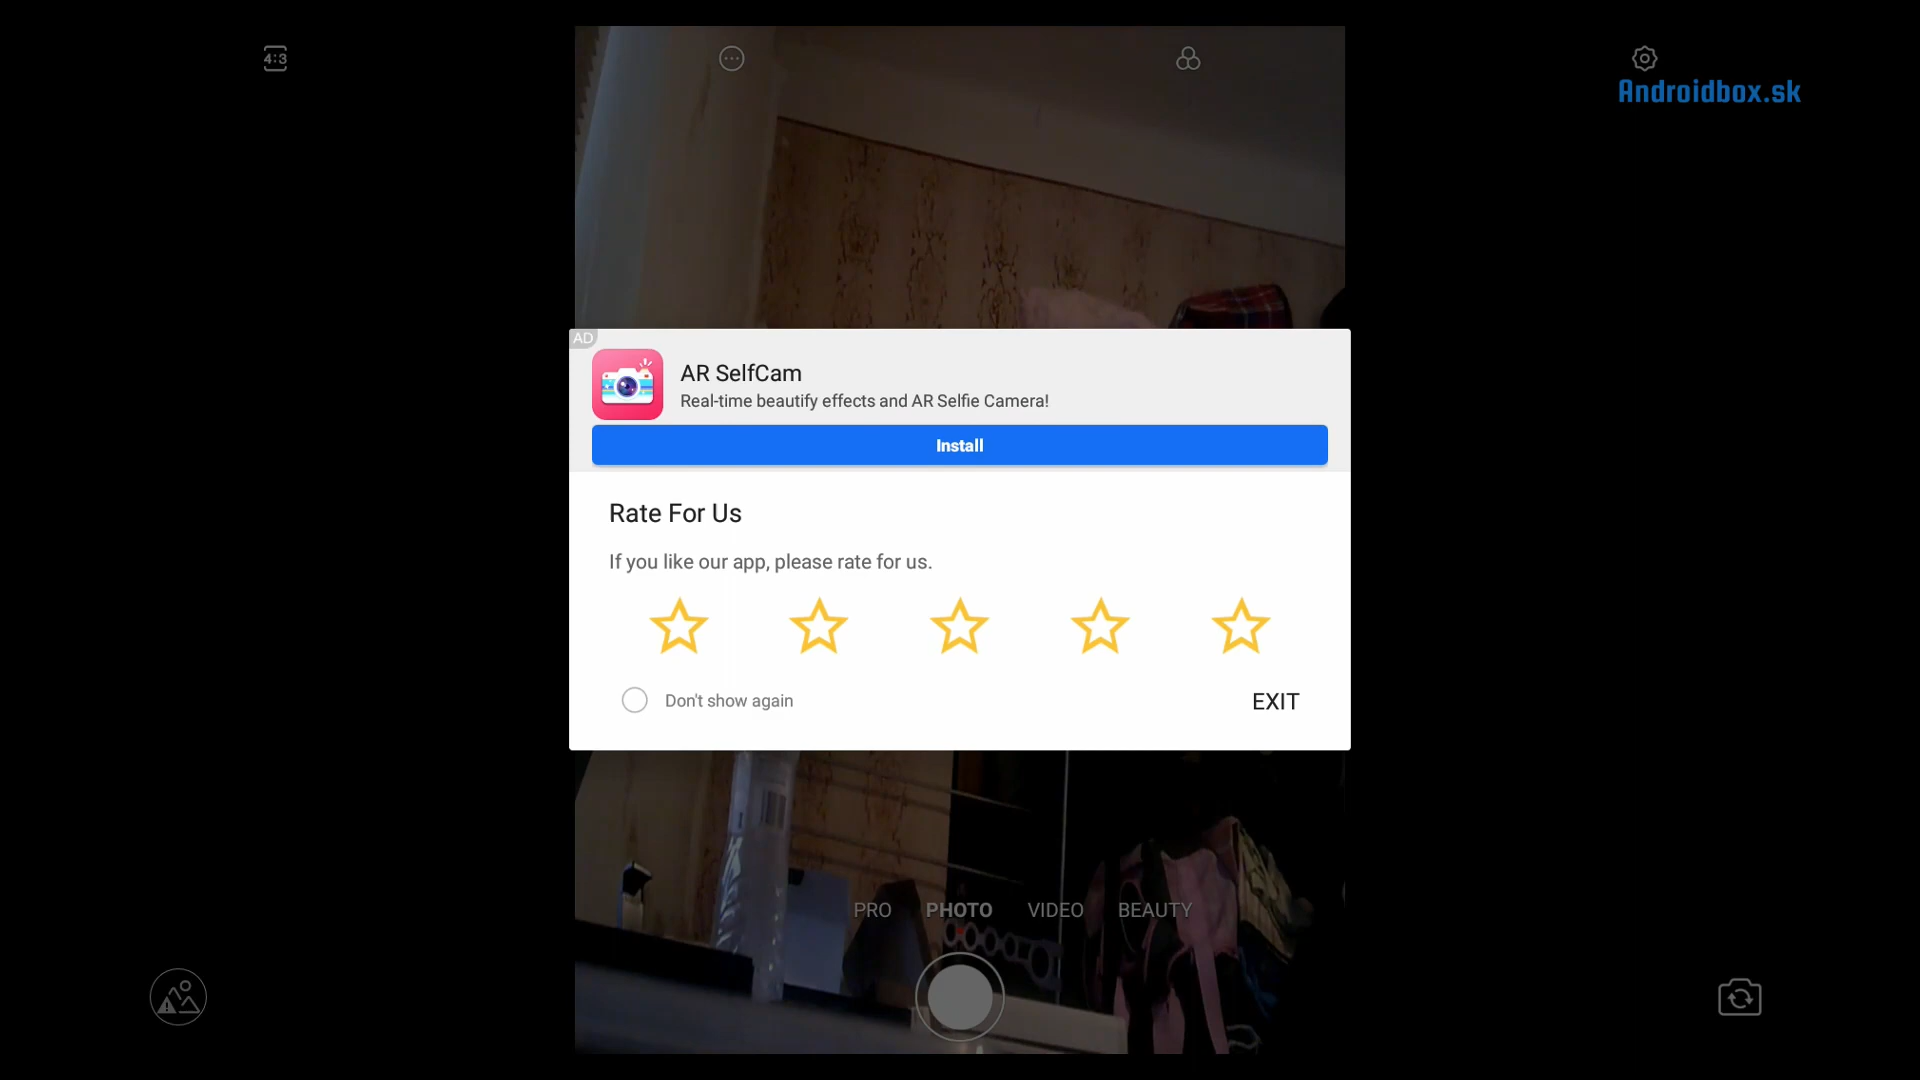 4:3
Androidbox.sk
AD
AR SelfCam
Real-time beautify effects and AR Selfie Camera!
Install
Rate For Us
If you like our app, please rate for us.
Don't show again
EXIT
PRO PHOTO VIDEO BEAUTY